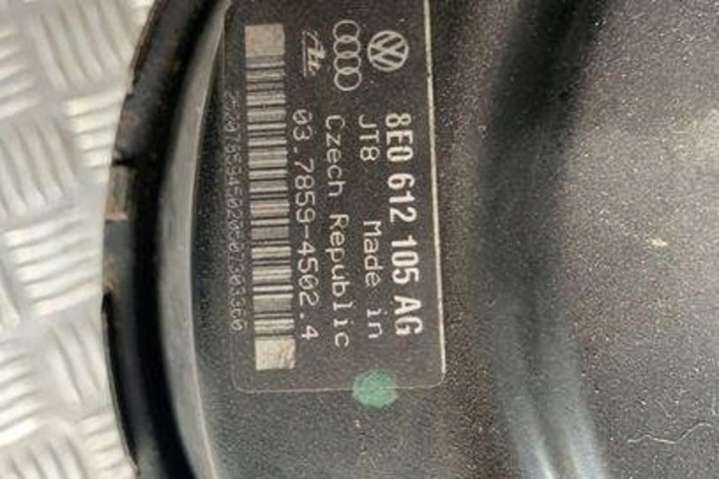 8E0 612 105 AG
JT8 Made in
Czech Republic
03.7859-4502.4